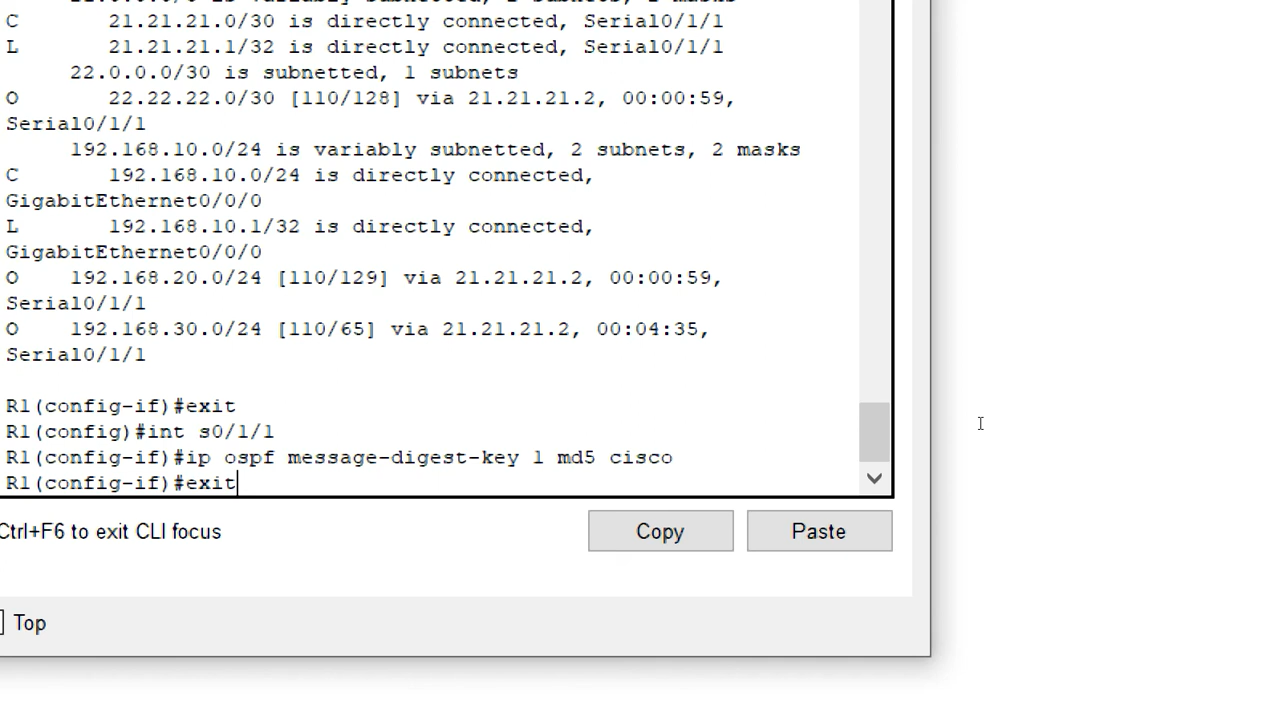 C       21.21.21.0/30 is directly connected, Serial0/1/1
L       21.21.21.1/32 is directly connected, Serial0/1/1
     22.0.0.0/30 is subnetted, 1 subnets
O       22.22.22.0/30 [110/128] via 21.21.21.2, 00:00:59,
Serial0/1/1
     192.168.10.0/24 is variably subnetted, 2 subnets, 2 masks
C       192.168.10.0/24 is directly connected,
GigabitEthernet0/0/0
L       192.168.10.1/32 is directly connected,
GigabitEthernet0/0/0
O    192.168.20.0/24 [110/129] via 21.21.21.2, 00:00:59,
Serial0/1/1
O    192.168.30.0/24 [110/65] via 21.21.21.2, 00:04:35,
Serial0/1/1
R1(config-if)#exit
R1(config)#int s0/1/1
R1(config-if)#ip ospf message-digest-key 1 md5 cisco
R1(config-if)#exit
Ctrl+F6 to exit CLI focus
Copy
Paste
Top